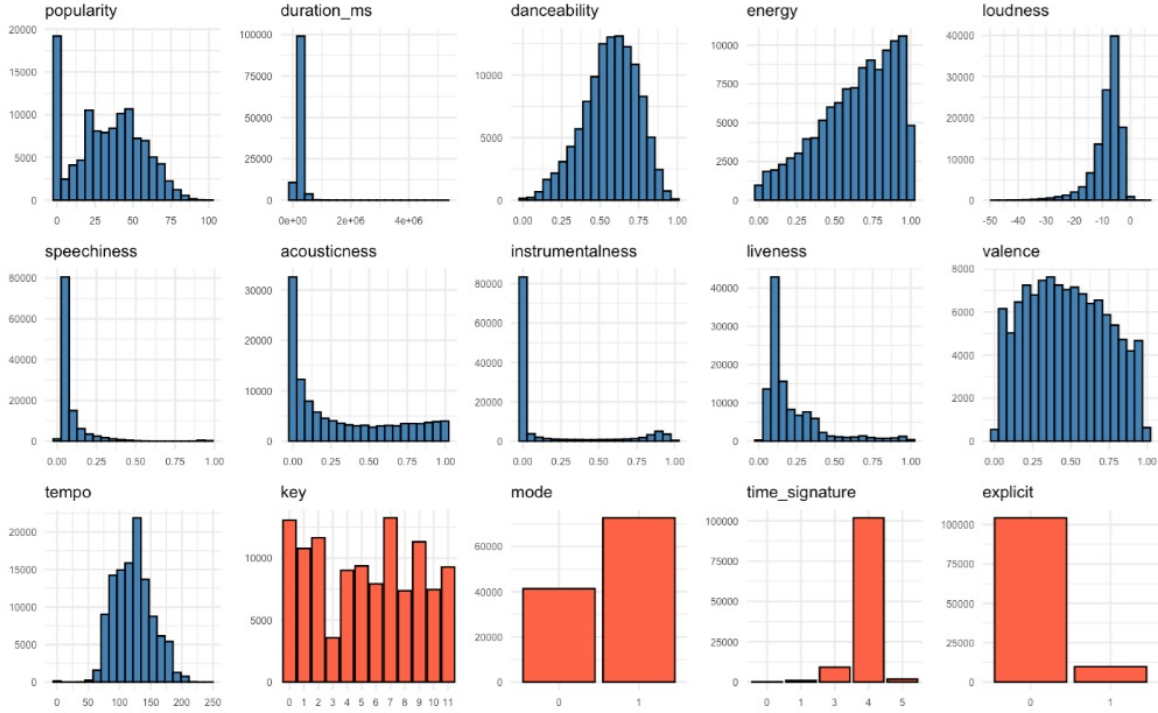 popularity
20000
15000
10000
5000
0
0 25 50 75 100
duration_ms
100000
75000
50000
25000
0
0e+00 2e+06 4e+06
danceability
10000
5000
0
0.00 0.25 0.50 0.75 1.00
energy
10000
7500
5000
2500
0
0.00 0.25 0.50 0.75 1.00
loudness
40000
30000
20000
10000
0
-50 -40 -30 -20 -10 0
speechiness
80000
60000
40000
20000
0
0.00 0.25 0.50 0.75 1.00
acousticness
30000
20000
10000
0
0.00 0.25 0.50 0.75 1.00
instrumentalness
80000
60000
40000
20000
0
0.00 0.25 0.50 0.75 1.00
liveness
40000
30000
20000
10000
0
0.00 0.25 0.50 0.75 1.00
valence
8000
6000
4000
2000
0
0.00 0.25 0.50 0.75 1.00
tempo
20000
15000
10000
5000
0
0 50 100 150 200 250
key
10000
5000
0
0 1 2 3 4 5 6 7 8 9 10 11
mode
60000
40000
20000
0
0 1
time_signature
100000
75000
50000
25000
0
0 1 3 4 5
explicit
100000
75000
50000
25000
0
0 1